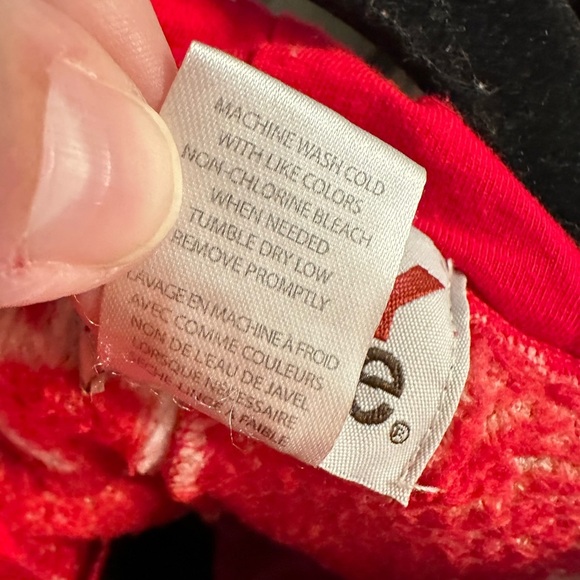 MACHINE WASH COLD
WITH LIKE COLORS
NON-CHLORINE BLEACH
WHEN NEEDED
TUMBLE DRY LOW
REMOVE PROMPTLY
LAVAGE EN MACHINE À FROID
AVEC COMME COULEURS
NON DE L'EAU DE JAVEL
LORSQUE NÉCESSAIRE
FAIBLE
e®